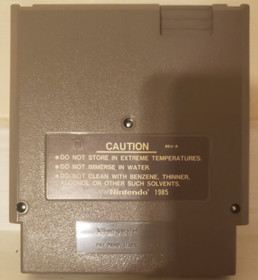 CAUTION REV-A
•DO NOT STORE IN EXTREME TEMPERATURES.
•DO NOT IMMERSE IN WATER.
•DO NOT CLEAN WITH BENZENE, THINNER,
ALCOHOL OR OTHER SUCH SOLVENTS.
Nintendo 1985